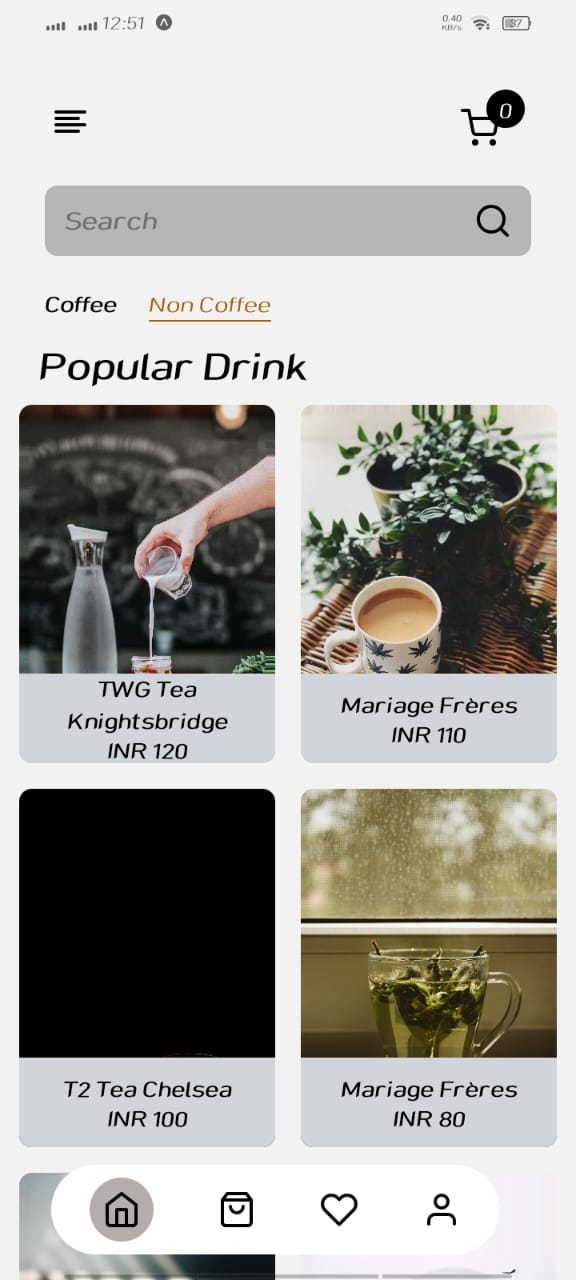 12:51
0.40
KB/s
37
0
Search
Coffee Non Coffee
Popular Drink
TWG Tea
Knightsbridge
INR 120
Mariage Frères
INR 110
T2 Tea Chelsea
INR 100
Mariage Frères
INR 80